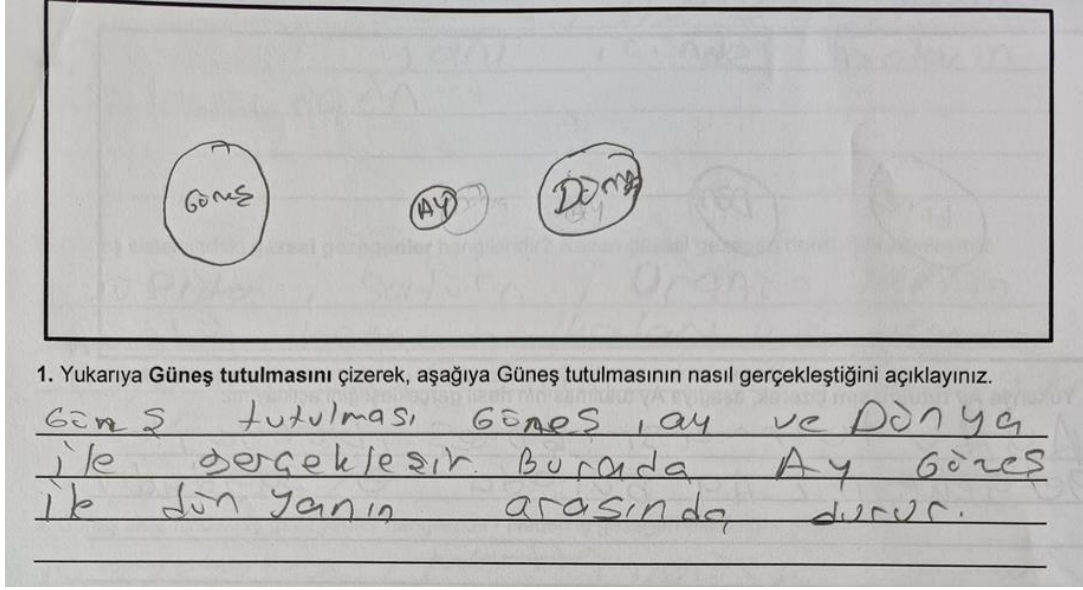 Güneş
Ay
Dünya
1. Yukarıya Güneş tutulmasını çizerek, aşağıya Güneş tutulmasının nasıl gerçekleştiğini açıklayınız.
Güneş tutulması Güneş, ay ve Dünya
ile gerçekleşir. Burada Ay Güneş
ile dünyanın arasında durur.